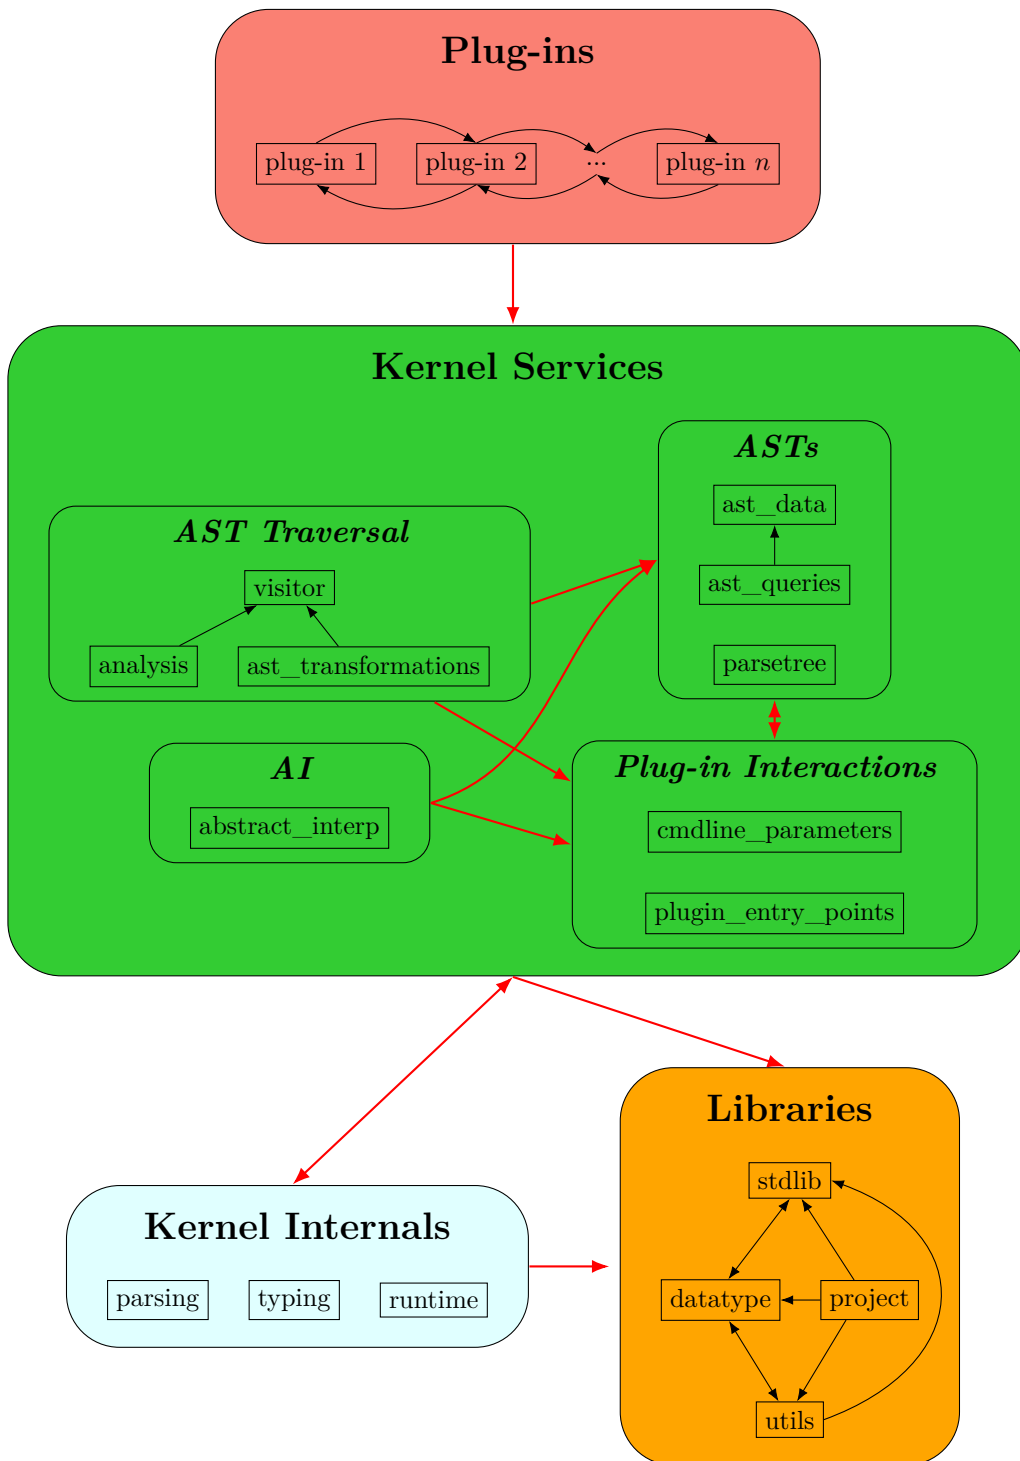 Plug-ins
plug-in 1 plug-in 2 ... plug-in n
Kernel Services
ASTs
ast_data
ast_queries
parsetree
AST Traversal
visitor
analysis ast_transformations
AI
abstract_interp
Plug-in Interactions
cmdline_parameters
plugin_entry_points
Kernel Internals
parsing typing runtime
Libraries
stdlib
datatype project
utils